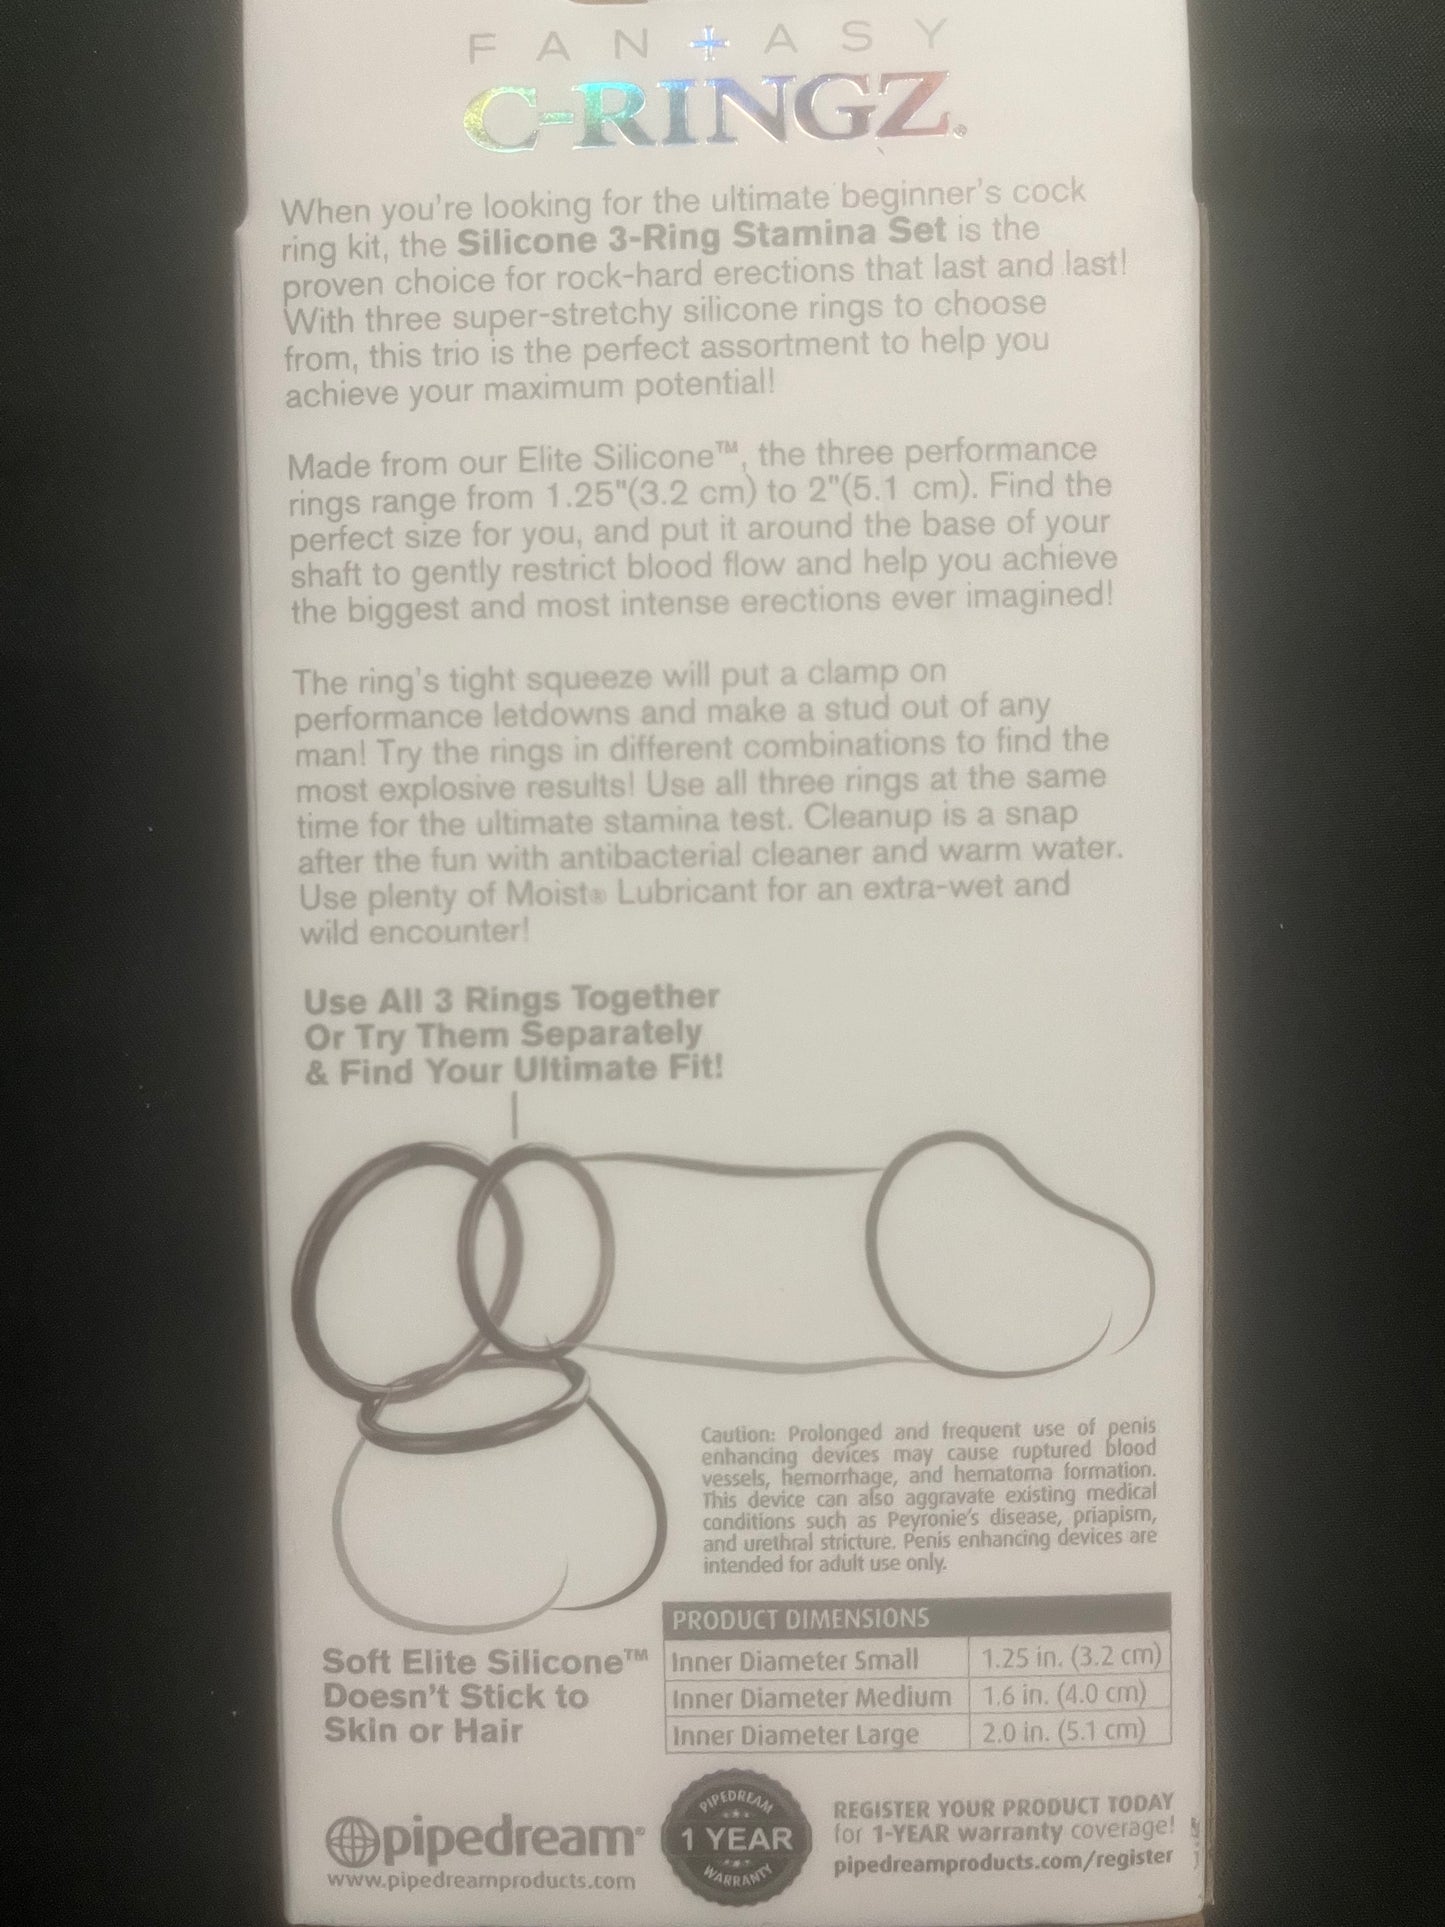 FANTASY
C-RINGZ®
When you're looking for the ultimate beginner's cock
ring kit, the Silicone 3-Ring Stamina Set is the
proven choice for rock-hard erections that last and last!
With three super-stretchy silicone rings to choose
from, this trio is the perfect assortment to help you
achieve your maximum potential!
Made from our Elite Silicone™, the three performance
rings range from 1.25"(3.2 cm) to 2"(5.1 cm). Find the
perfect size for you, and put it around the base of your
shaft to gently restrict blood flow and help you achieve
the biggest and most intense erections ever imagined!
The ring's tight squeeze will put a clamp on
performance letdowns and make a stud out of any
man! Try the rings in different combinations to find the
most explosive results! Use all three rings at the same
time for the ultimate stamina test. Cleanup is a snap
after the fun with antibacterial cleaner and warm water.
Use plenty of Moist® Lubricant for an extra-wet and
wild encounter!
Use All 3 Rings Together
Or Try Them Separately
& Find Your Ultimate Fit!
Caution: Prolonged and frequent use of penis
enhancing devices may cause ruptured blood
vessels, hemorrhage, and hematoma formation.
This device can also aggravate existing medical
conditions such as Peyronie's disease, priapism,
and urethral stricture. Penis enhancing devices are
intended for adult use only.
Soft Elite Silicone™
Doesn't Stick to
Skin or Hair
PRODUCT DIMENSIONS
Inner Diameter Small 1.25 in. (3.2 cm)
Inner Diameter Medium 1.6 in. (4.0 cm)
Inner Diameter Large 2.0 in. (5.1 cm)
pipedream®
www.pipedreamproducts.com
PIPEDREAM
1 YEAR
WARRANTY
REGISTER YOUR PRODUCT TODAY
for 1-YEAR warranty coverage!
pipedreamproducts.com/register